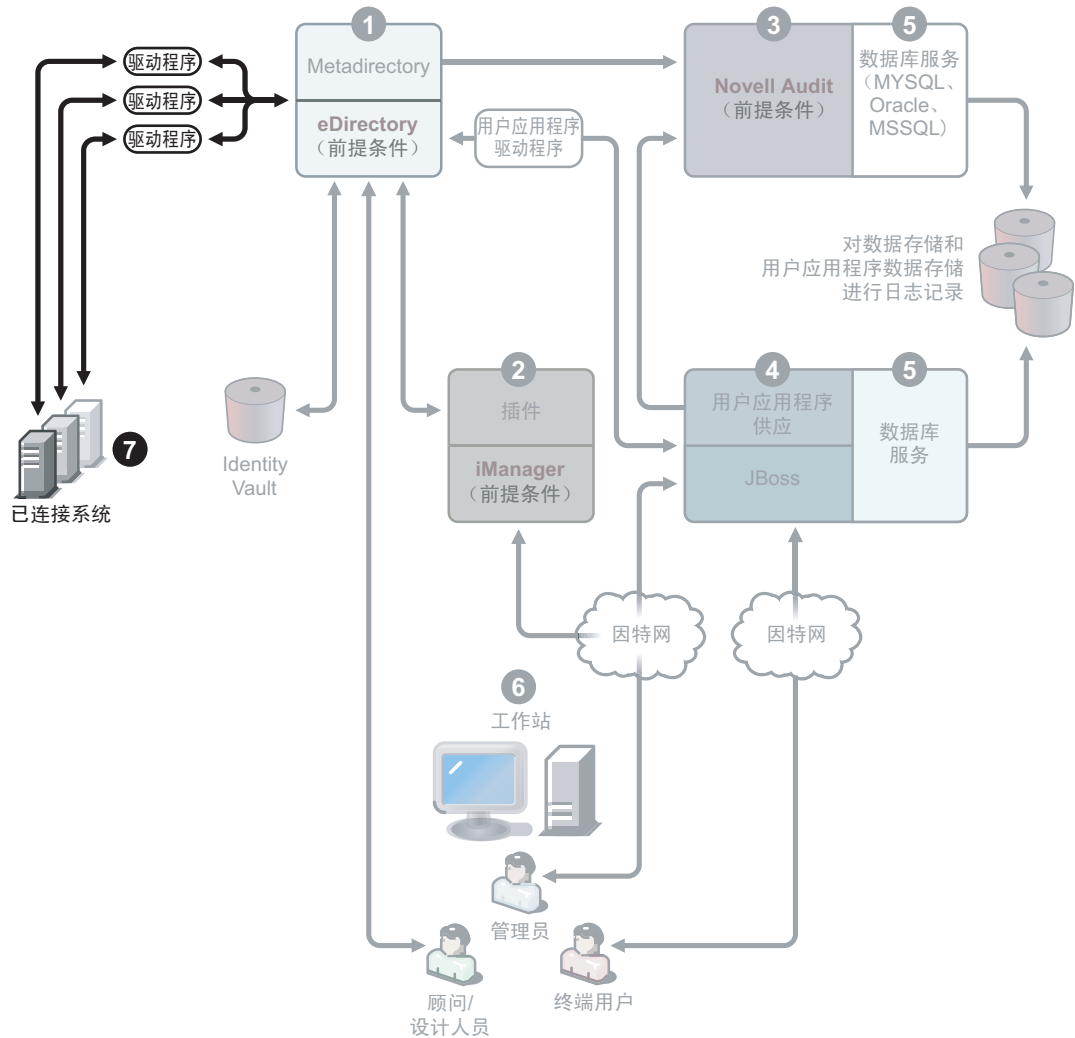 1
3
5
驱动程序
驱动程序
驱动程序
Metadirectory
eDirectory
（前提条件）
用户应用程序
驱动程序
Novell Audit
（前提条件）
数据库服务
（MYSQL、
Oracle、
MSSQL）
对数据存储和
用户应用程序数据存储
进行日志记录
2
4
5
插件
iManager
（前提条件）
用户应用程序
供应
JBoss
数据库
服务
7
已连接系统
Identity
Vault
因特网
因特网
6
工作站
管理员
顾问/
设计人员
终端用户